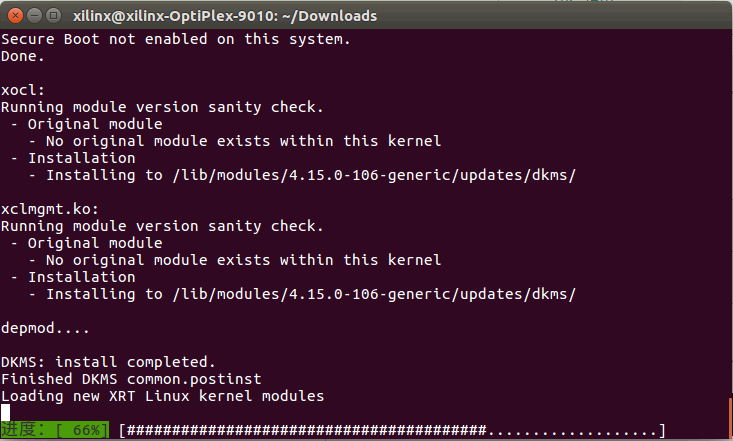 xilinx@xilinx-OptiPlex-9010: ~/Downloads
Secure Boot not enabled on this system.
Done.
xocl:
Running module version sanity check.
- Original module
- No original module exists within this kernel
- Installation
- Installing to /lib/modules/4.15.0-106-generic/updates/dkms/
xclmgmt.ko:
Running module version sanity check.
- Original module
- No original module exists within this kernel
- Installation
- Installing to /lib/modules/4.15.0-106-generic/updates/dkms/
depmod....
DKMS: install completed.
Finished DKMS common.postinst
Loading new XRT Linux kernel modules
进度: [ 66%] [########################################...................]